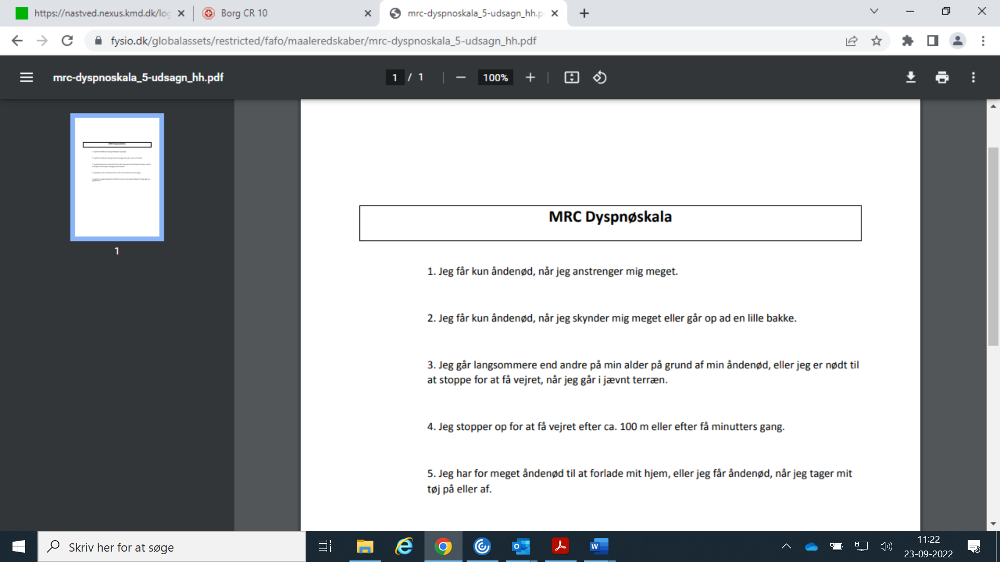 https://nastved.nexus.kmd.dk/log
Borg CR 10
mrc-dyspnoskala_5-udsagn_hh.p
fysio.dk/globalassets/restricted/fafo/maaleredskaber/mrc-dyspnoskala_5-udsagn_hh.pdf
mrc-dyspnoskala_5-udsagn_hh.pdf
1 / 1
100%
1
MRC Dyspnøskala
1. Jeg får kun åndenød, når jeg anstrenger mig meget.
2. Jeg får kun åndenød, når jeg skynder mig meget eller går op ad en lille bakke.
3. Jeg går langsommere end andre på min alder på grund af min åndenød, eller jeg er nødt til
at stoppe for at få vejret, når jeg går i jævnt terræn.
4. Jeg stopper op for at få vejret efter ca. 100 m eller efter få minutters gang.
5. Jeg har for meget åndenød til at forlade mit hjem, eller jeg får åndenød, når jeg tager mit
tøj på eller af.
Skriv her for at søge
11:22
23-09-2022